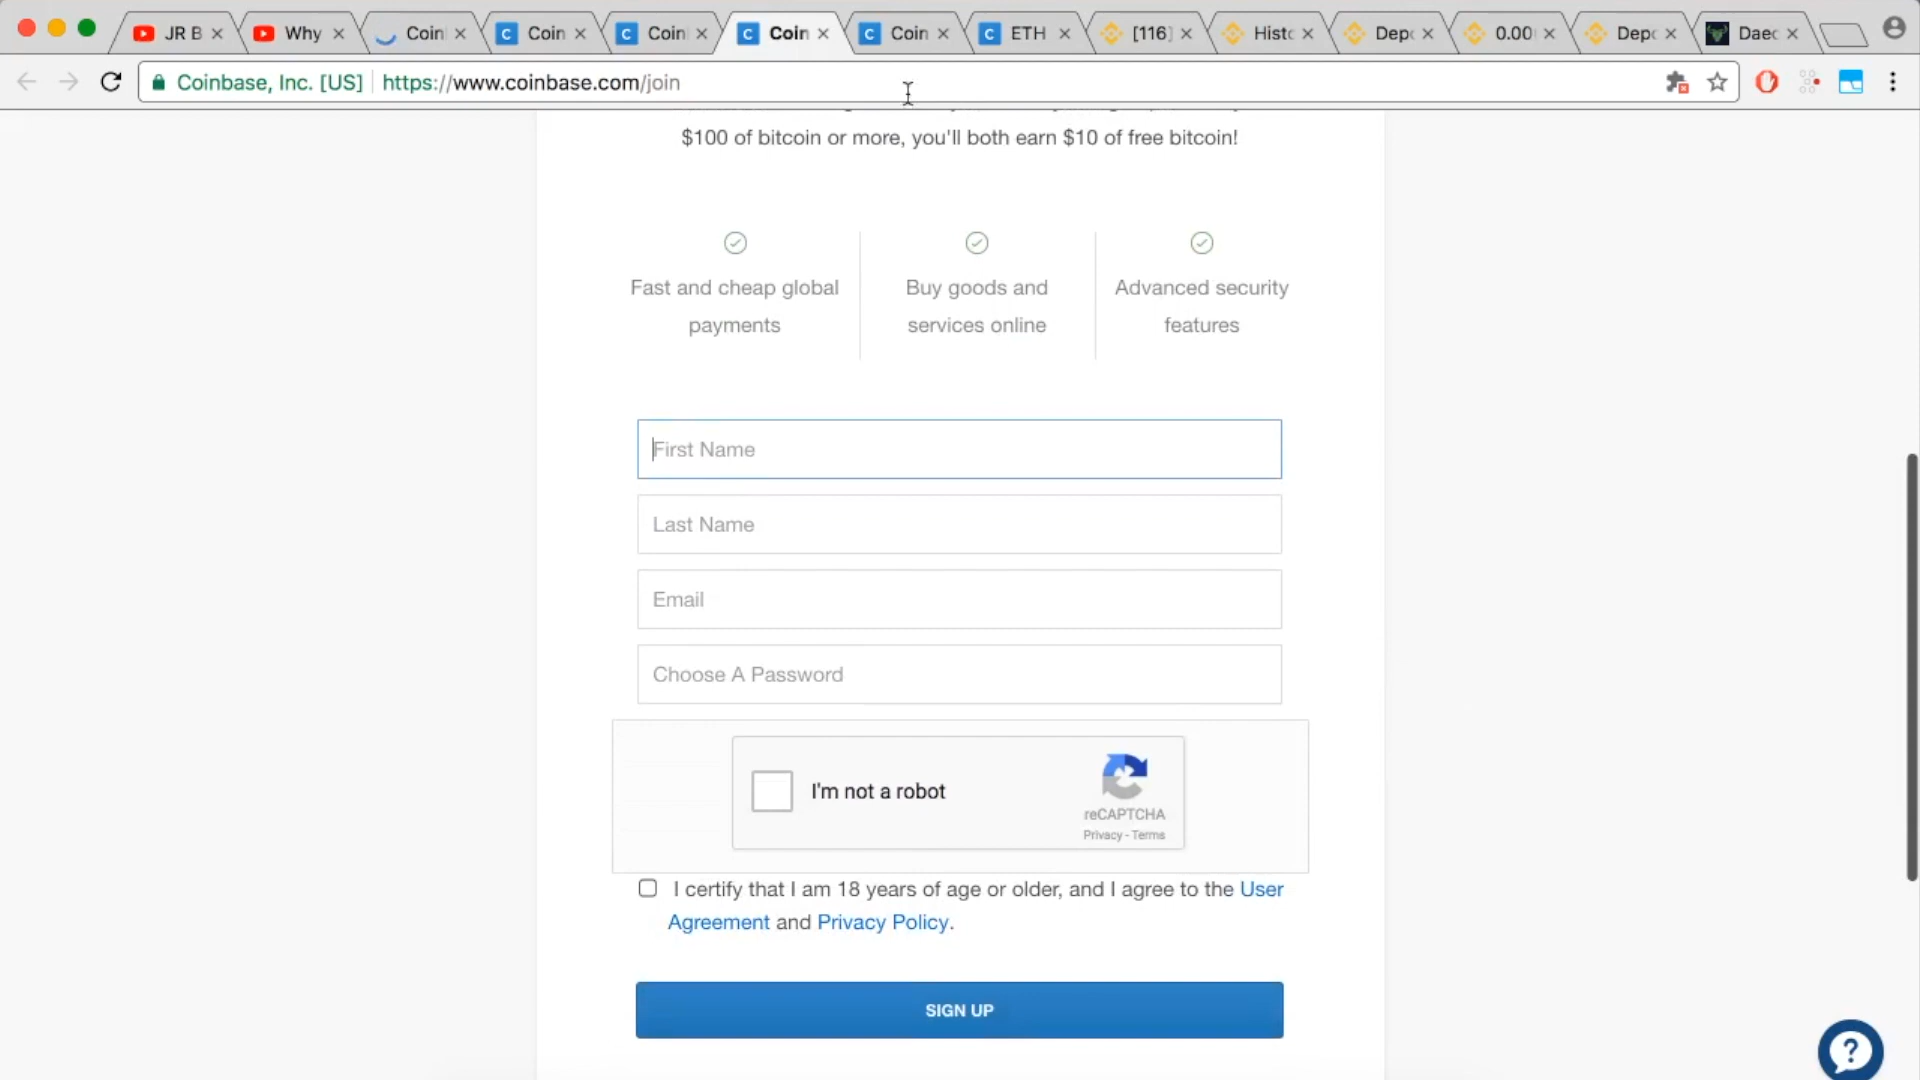 JR B
Why
Coin
Coin
Coin
Coin
Coin
ETH
[116]
Histo
Depo
0.00
Depo
Daed
Coinbase, Inc. [US]
https://www.coinbase.com/join
$100 of bitcoin or more, you'll both earn $10 of free bitcoin!
Fast and cheap global
payments
Buy goods and
services online
Advanced security
features
First Name
Last Name
Email
Choose A Password
I'm not a robot
reCAPTCHA
Privacy - Terms
I certify that I am 18 years of age or older, and I agree to the User
Agreement and Privacy Policy.
SIGN UP